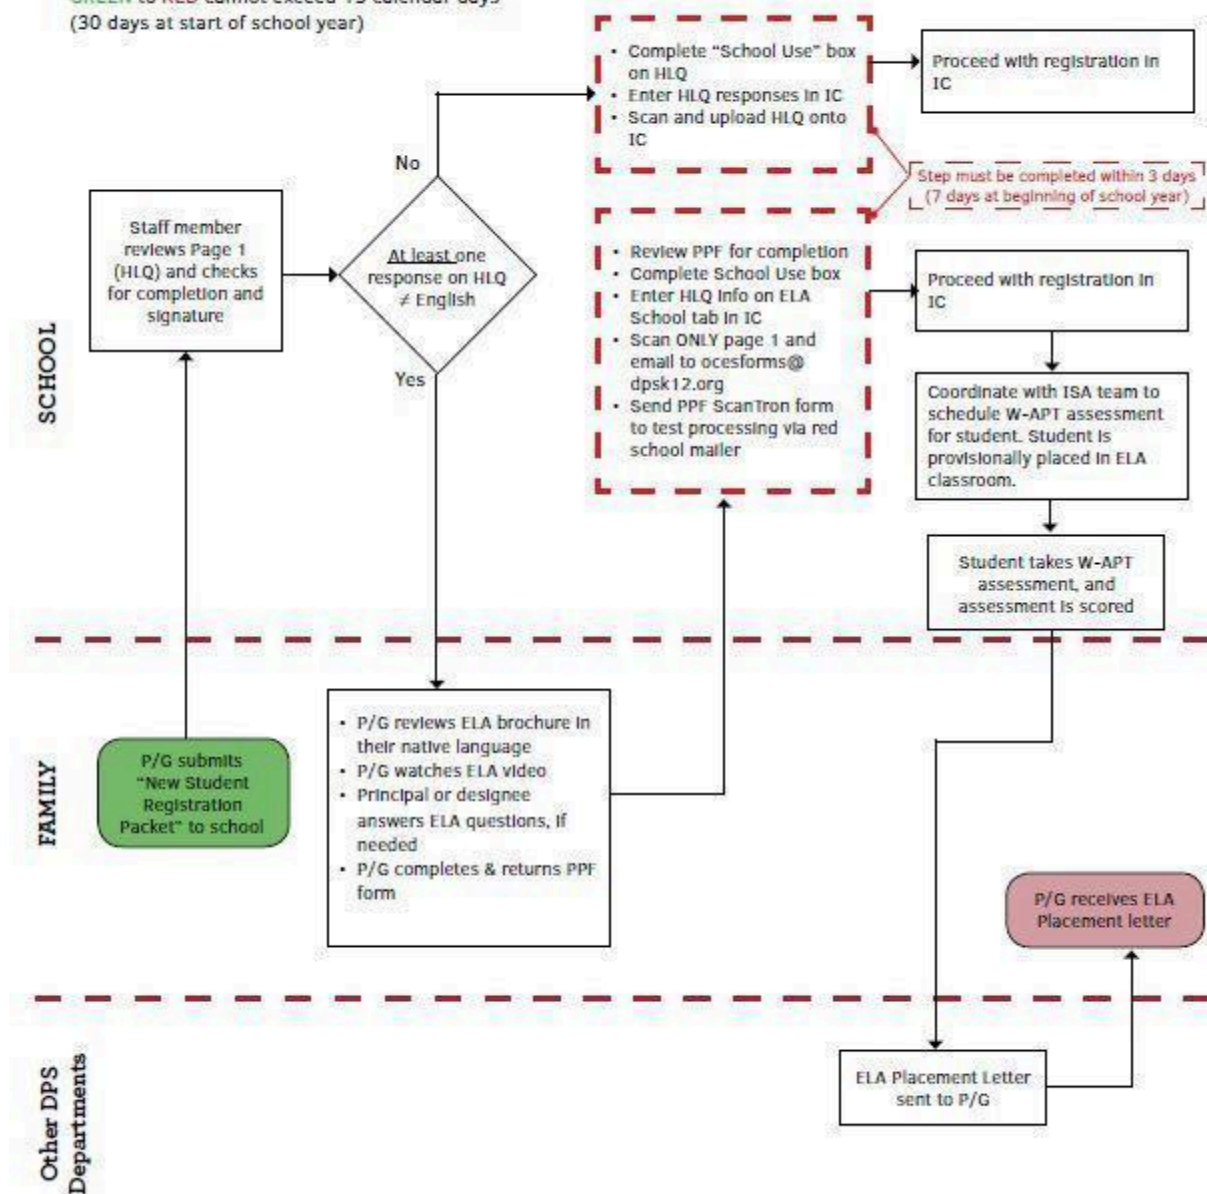 (30 days at start of school year)
Complete “School Use” box
on HLQ
Enter HLQ responses in IC
Scan and upload HLQ onto
IC
Proceed with registration in
IC
No
Step must be completed within 3 days
(7 days at beginning of school year)
Staff member
reviews Page 1
(HLQ) and checks
for completion and
signature
At least one
response on HLQ
≠ English
Review PPF for completion
Complete School Use box
Enter HLQ info on ELA
School tab in IC
Scan ONLY page 1 and
email to ocesforms@
dpsk12.org
Send PPF ScanTron form
to test processing via red
school mailer
Proceed with registration in
IC
SCHOOL
Yes
Coordinate with ISA team to
schedule W-APT assessment
for student. Student is
provisionally placed in ELA
classroom.
Student takes W-APT
assessment, and
assessment is scored
FAMILY
P/G submits
“New Student
Registration
Packet” to school
P/G reviews ELA brochure in
their native language
P/G watches ELA video
Principal or designee
answers ELA questions, if
needed
P/G completes & returns PPF
form
P/G receives ELA
Placement letter
Other DPS
Departments
ELA Placement Letter
sent to P/G